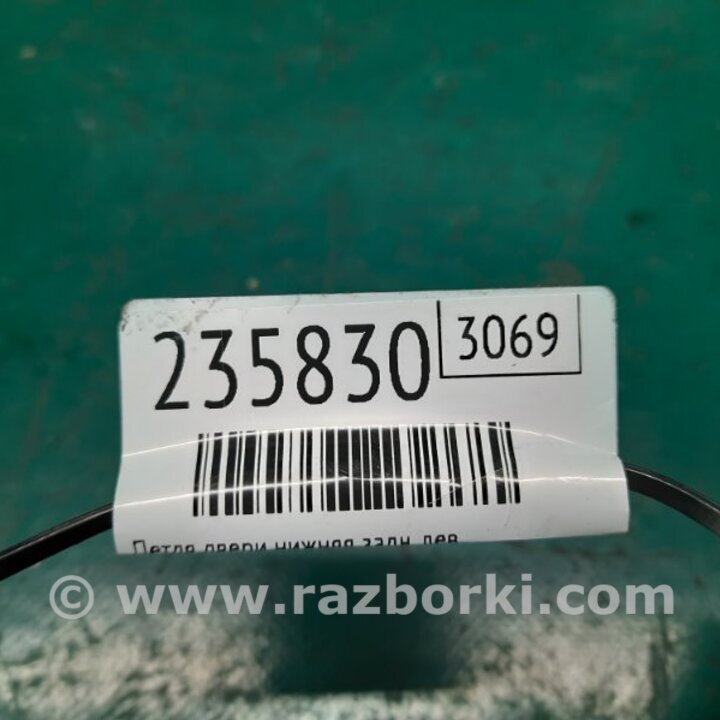 235830 3069
Петля двери нижняя задн. лев.
© www.razborki.com